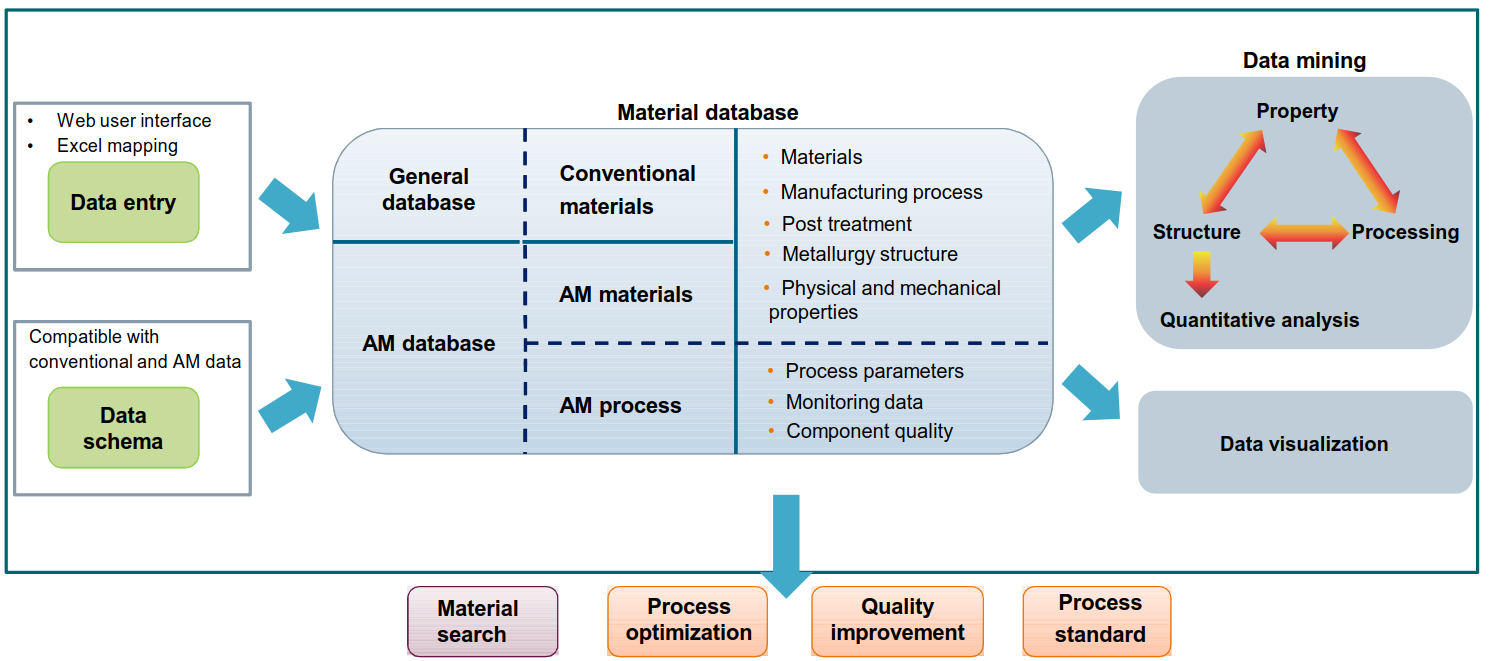 • Web user interface
• Excel mapping
Data entry
Compatible with
conventional and AM data
Data
schema
Material database
General
database
Conventional
materials
AM database
AM materials
AM process
• Materials
• Manufacturing process
• Post treatment
• Metallurgy structure
• Physical and mechanical
properties
• Process parameters
• Monitoring data
• Component quality
Data mining
Property
Structure
Processing
Quantitative analysis
Data visualization
Material
search
Process
optimization
Quality
improvement
Process
standard